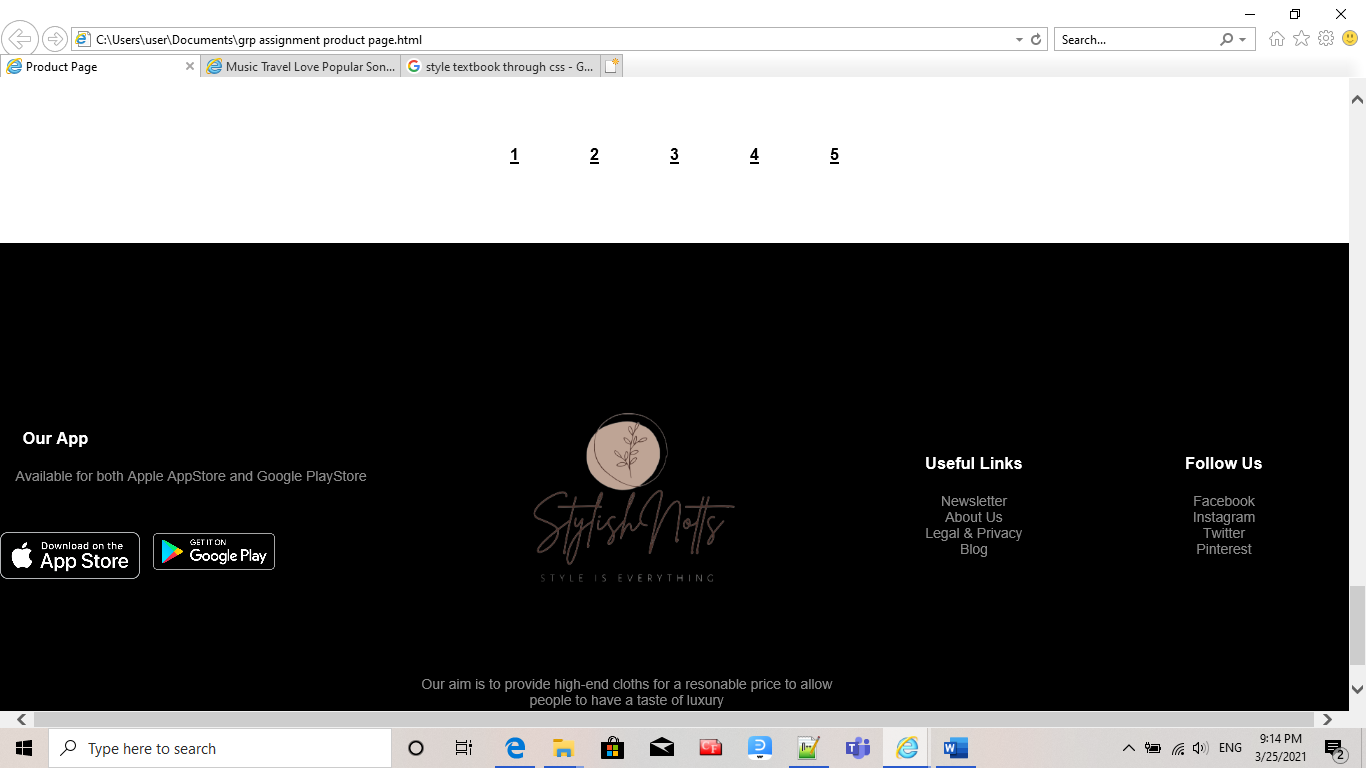 C:\Users\user\Documents\grp assignment product page.html
Search...
Product Page
Music Travel Love Popular Son...
style textbook through css - G...
1 2 3 4 5
Our App
Available for both Apple AppStore and Google PlayStore
Download on the
App Store
GET IT ON
Google Play
StylishNotts
STYLE IS EVERYTHING
Useful Links
Newsletter
About Us
Legal & Privacy
Blog
Follow Us
Facebook
Instagram
Twitter
Pinterest
Our aim is to provide high-end cloths for a resonable price to allow
people to have a taste of luxury
Type here to search
ENG
9:14 PM
3/25/2021
2